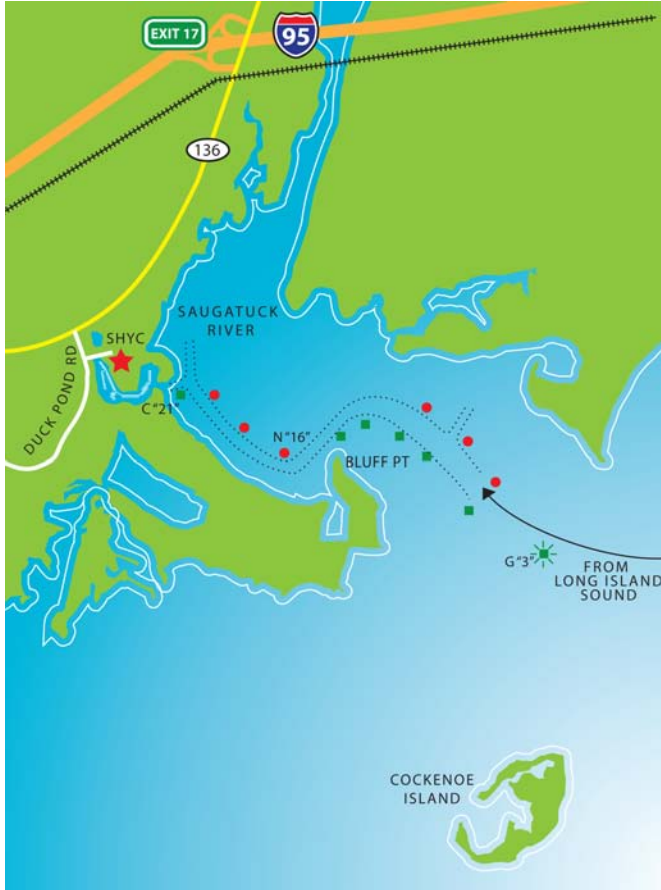 EXIT 17
95
136
SAUGATUCK
RIVER
SHYC
DUCK POND RD
C"21"
N"16"
BLUFF PT
G"3"
FROM
LONG ISLAND
SOUND
COCKENOE
ISLAND